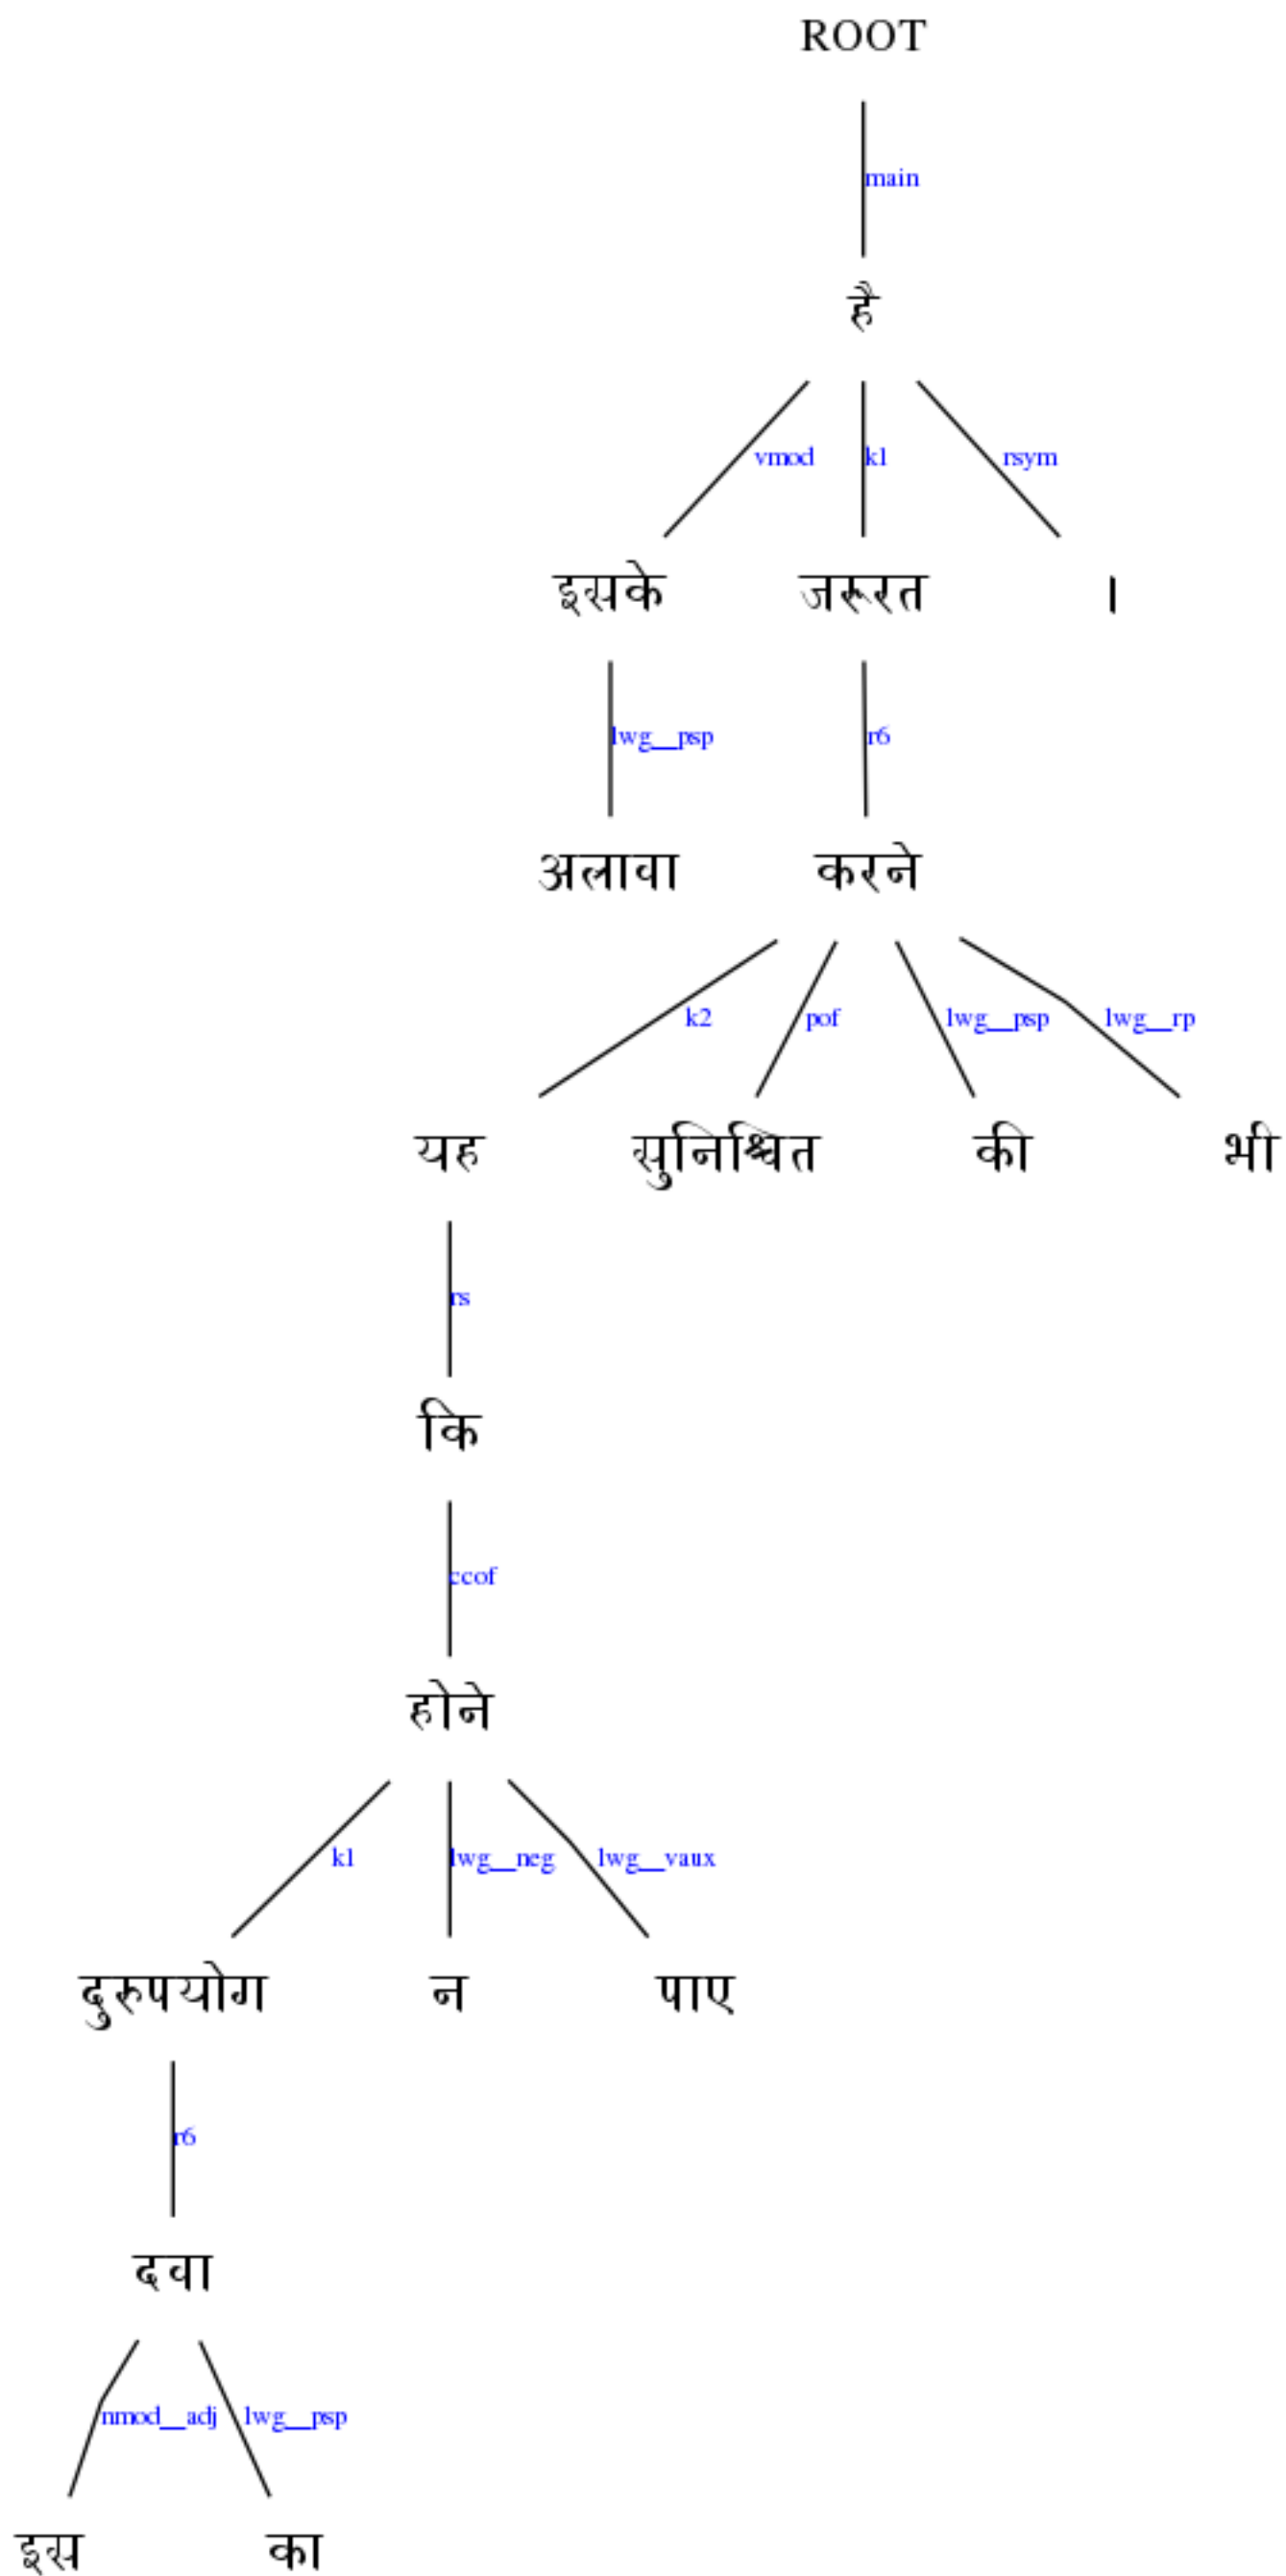 ROOT
main
है
vmod k1 rsym
इसके जरूरत ।
lwg__psp r6
अलावा करने
k2 pof lwg__psp lwg__rp
यह सुनिश्चित की भी
rs
कि
ccof
होने
k1 lwg__neg lwg__vaux
दुरुपयोग न पाए
r6
दवा
nmod__adj lwg__psp
इस का